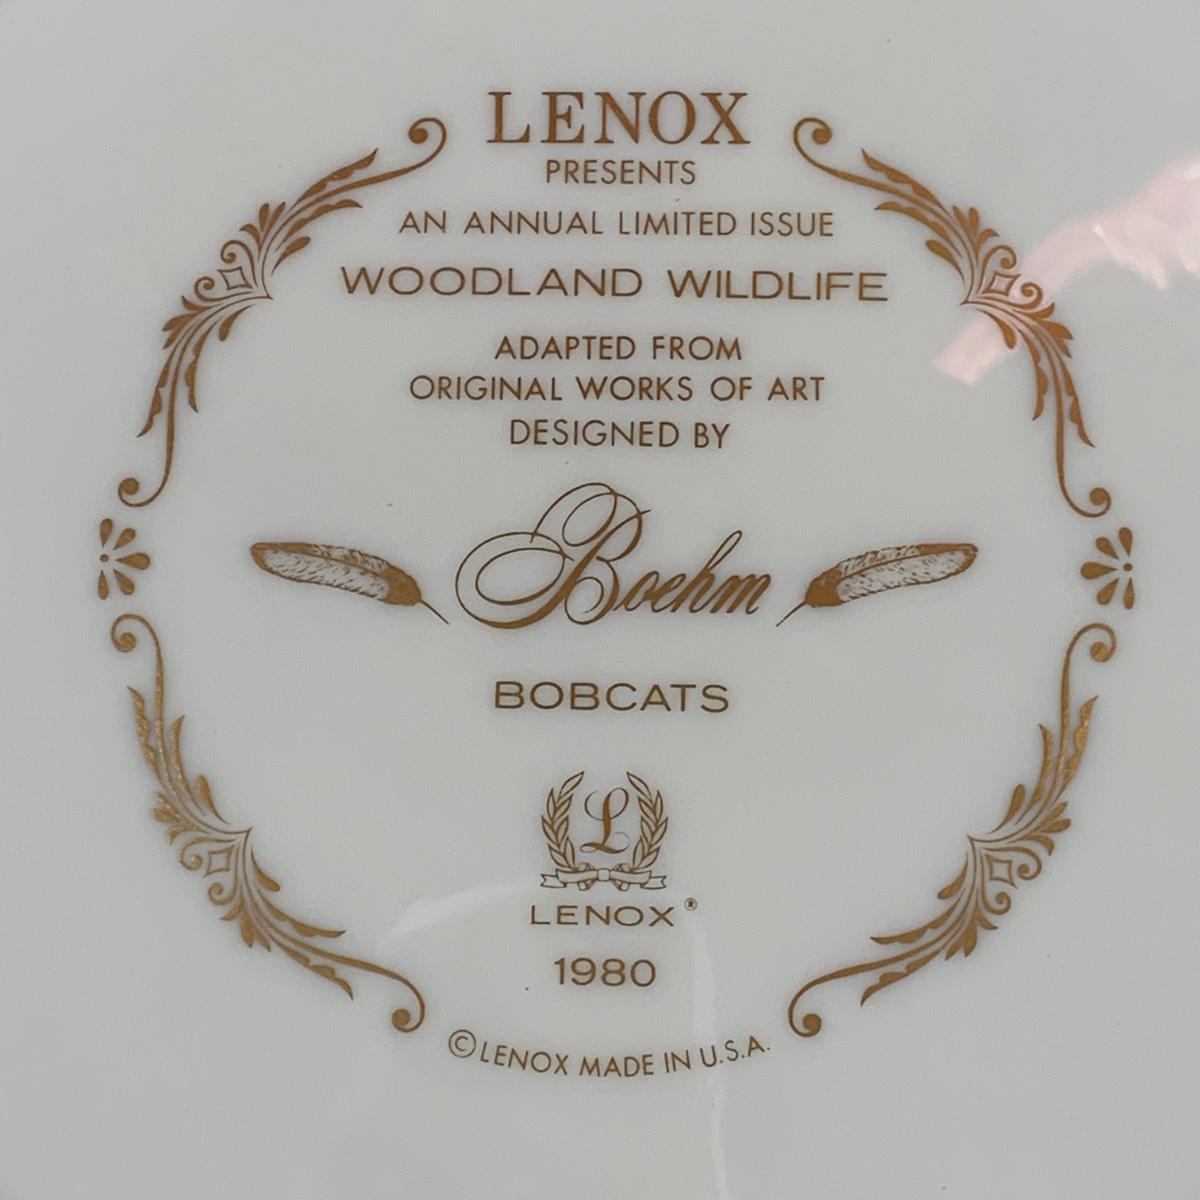 LENOX
PRESENTS
AN ANNUAL LIMITED ISSUE
WOODLAND WILDLIFE
ADAPTED FROM
ORIGINAL WORKS OF ART
DESIGNED BY
Boehm
BOBCATS
L
LENOX®
1980
©LENOX MADE IN U.S.A.